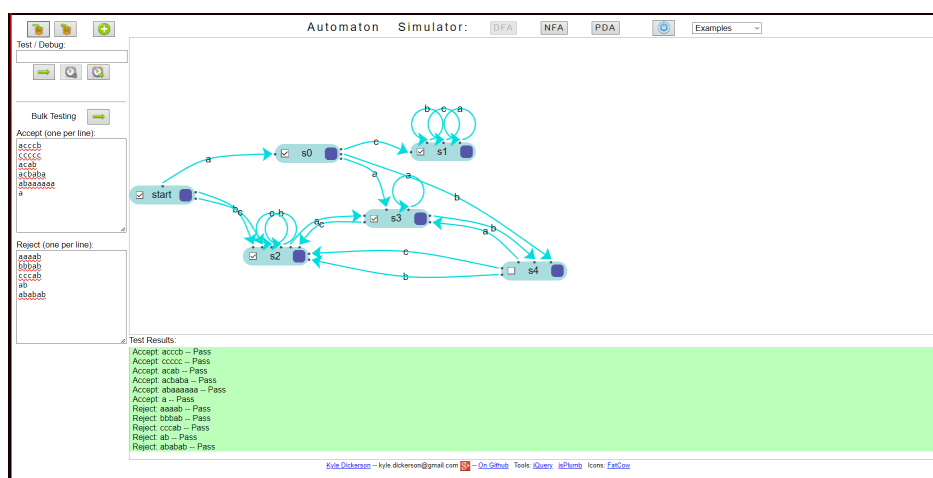 Automaton Simulator: DFA NFA PDA Examples
Test / Debug:
Bulk Testing
Accept (one per line):
acccb
ccccc
acab
acbaba
abaaaaaa
a
Reject (one per line):
aaaab
bbbab
cccab
ab
ababab
b c a
s0 c s1
a
a a
start b
bc c b s3
ac
a b
s2
c s4
b
Test Results:
Accept: acccb -- Pass
Accept: ccccc -- Pass
Accept: acab -- Pass
Accept: acbaba -- Pass
Accept: abaaaaaa -- Pass
Accept: a -- Pass
Reject: aaaab -- Pass
Reject: bbbab -- Pass
Reject: cccab -- Pass
Reject: ab -- Pass
Reject: ababab -- Pass
Kyle Dickerson -- kyle.dickerson@gmail.com g+ -- On Github Tools: jQuery jsPlumb Icons: FatCow